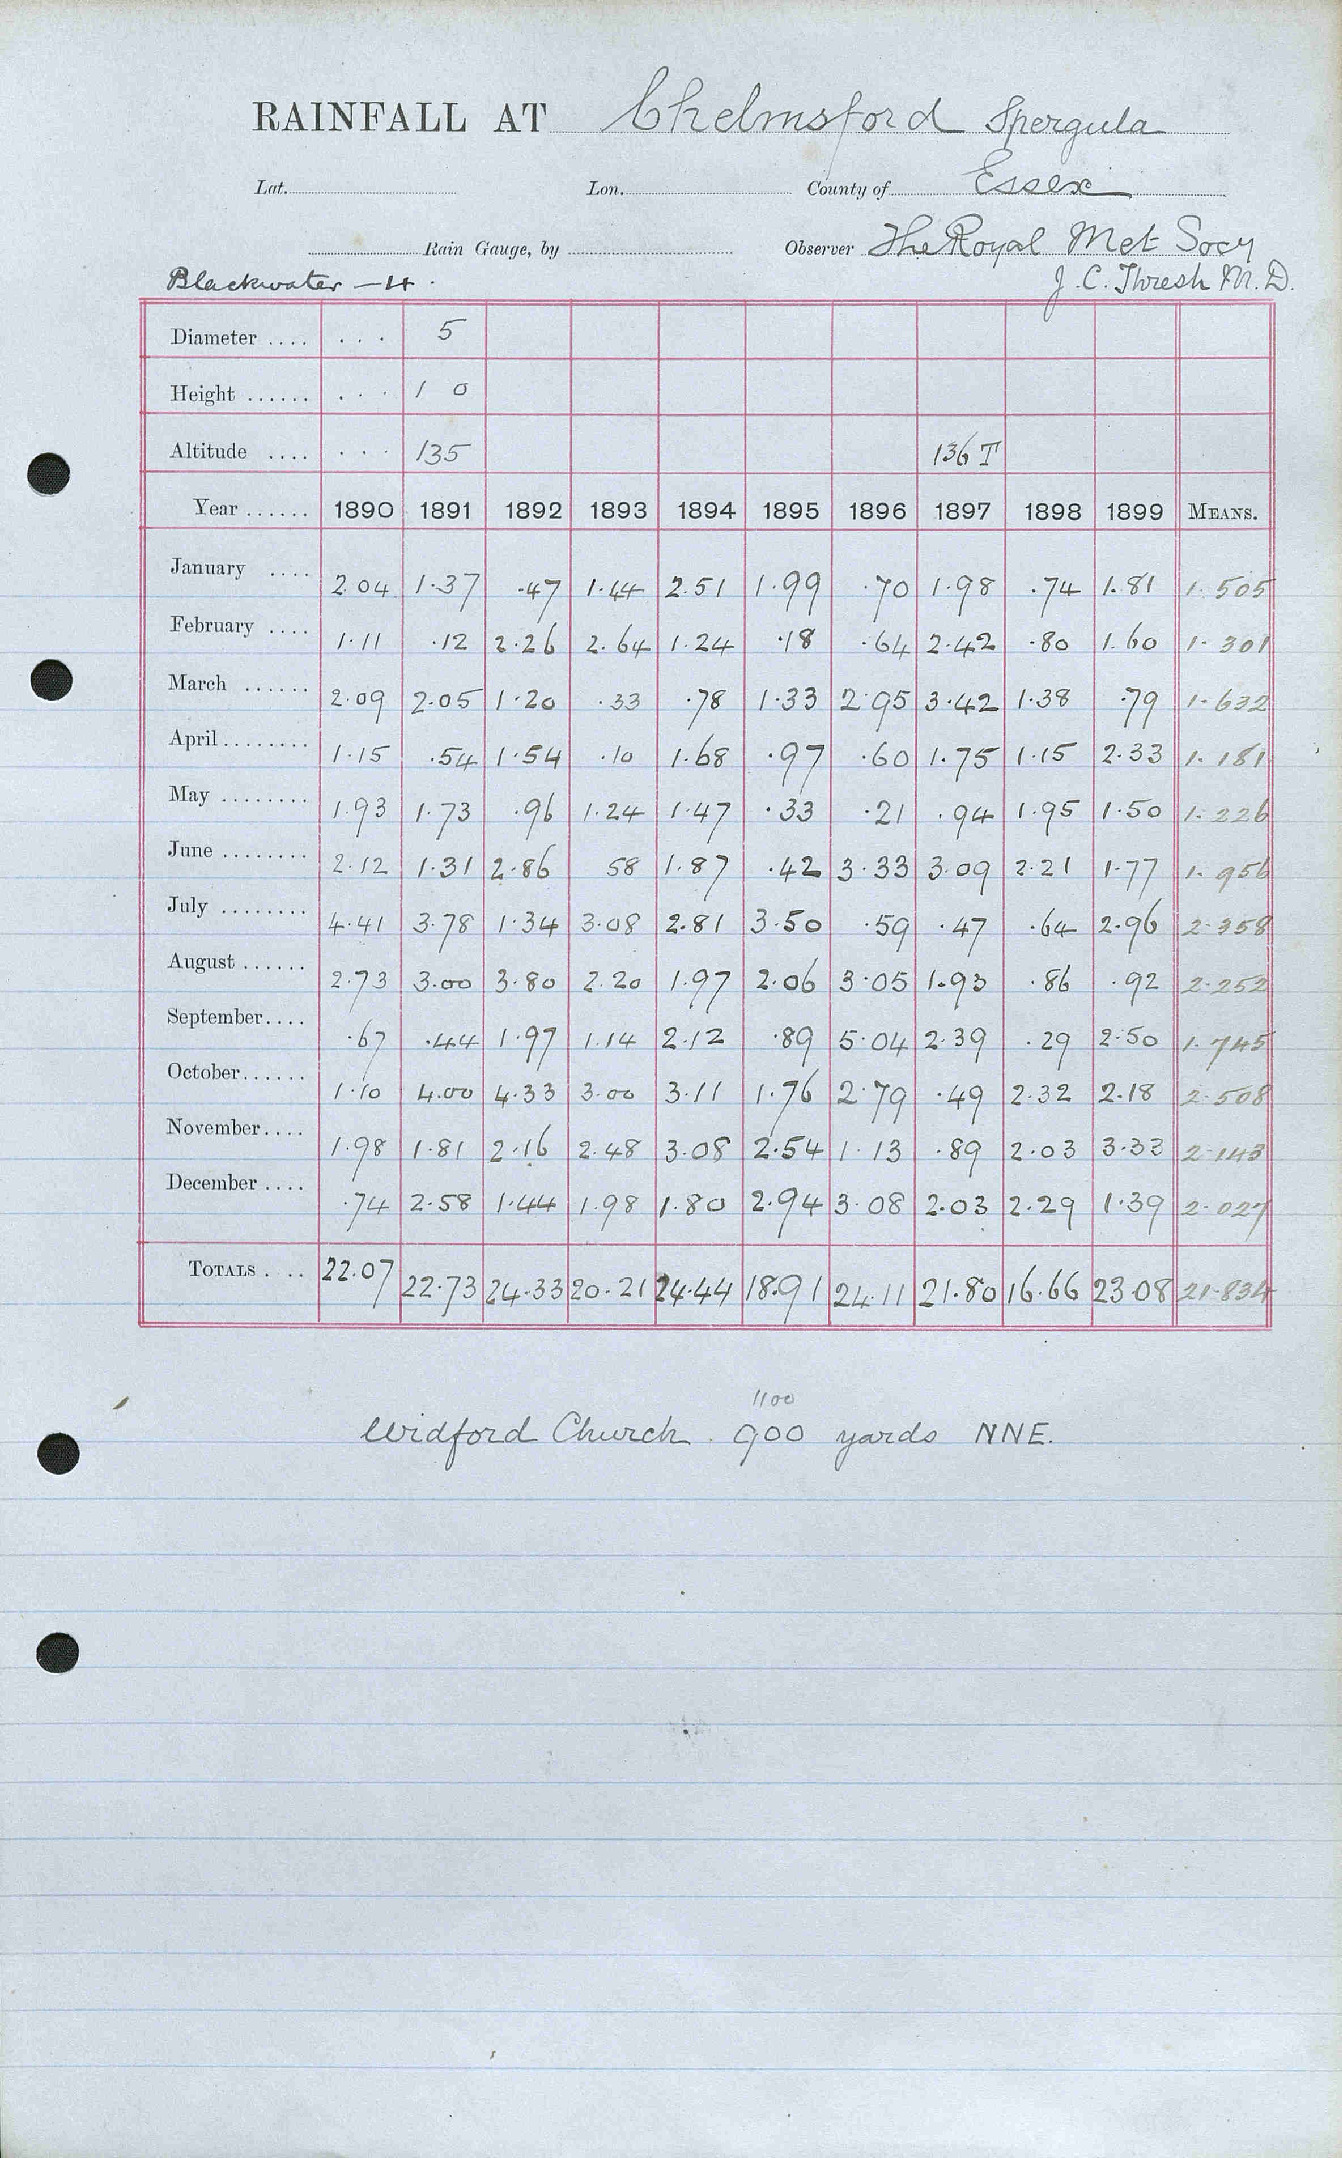 RAINFALL AT Chelmsford Spergula
Lat. Lon. County of Essex
Rain Gauge, by Observer The Royal Met Socy
Blackwater – 4. J. C. Thresh M.D.
Diameter .... ... 5
Height ...... ... 1 0
Altitude .... ... 135 136 T
Year ...... 1890 1891 1892 1893 1894 1895 1896 1897 1898 1899 MEANS.
January .... 2.04 1.37 .47 1.44 2.51 1.99 .70 1.98 .74 1.81 1.505
February .... 1.11 .12 2.26 2.64 1.24 .18 .64 2.42 .80 1.60 1.301
March ...... 2.09 2.05 1.20 .33 .78 1.33 2.95 3.42 1.38 .79 1.632
April ........ 1.15 .54 1.54 .10 1.68 .97 .60 1.75 1.15 2.33 1.181
May ........ 1.93 1.73 .96 1.24 1.47 .33 .21 .94 1.95 1.50 1.226
June ........ 2.12 1.31 2.86 58 1.87 .42 3.33 3.09 2.21 1.77 1.956
July ........ 4.41 3.78 1.34 3.08 2.81 3.50 .59 .47 .64 2.96 2.358
August ...... 2.73 3.00 3.80 2.20 1.97 2.06 3.05 1.93 .86 .92 2.252
September .... .67 .44 1.97 1.14 2.12 .89 5.04 2.39 .29 2.50 1.745
October ...... 1.10 4.00 4.33 3.00 3.11 1.76 2.79 .49 2.32 2.18 2.508
November .... 1.98 1.81 2.16 2.48 3.08 2.54 1.13 .89 2.03 3.33 2.143
December .... .74 2.58 1.44 1.98 1.80 2.94 3.08 2.03 2.29 1.39 2.027
TOTALS .... 22.07 22.73 24.33 20.21 24.44 18.91 24.11 21.80 16.66 23.08 21.834
1100
Widford Church . 900 yards NNE.